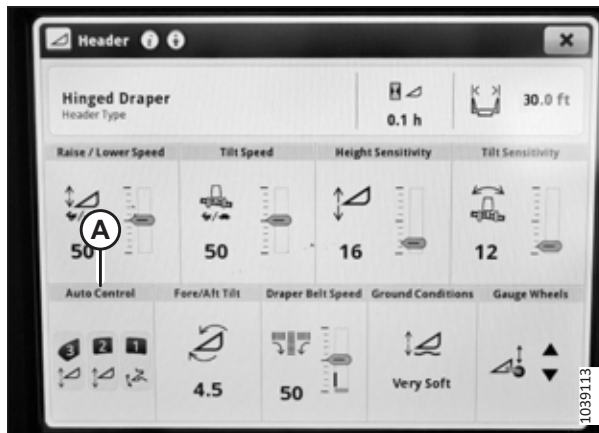 Header
Hinged Draper
Header Type
0.1 h
30.0 ft
Raise / Lower Speed
Tilt Speed
Height Sensitivity
Tilt Sensitivity
50
50
16
12
A
Auto Control
Fore/Aft Tilt
Draper Belt Speed
Ground Conditions
Gauge Wheels
3
2
1
4.5
50
Very Soft
1039113